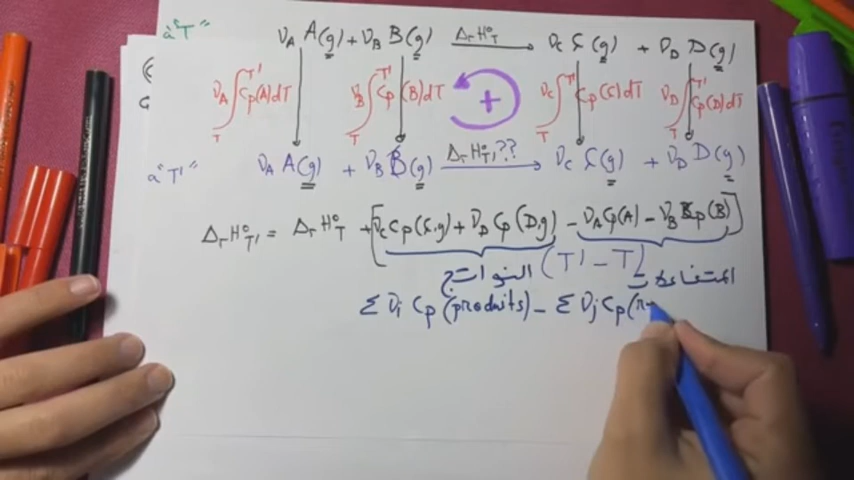 à "T"
νA A(g) + νB B(g) ΔrH°T → νC C(g) + νD D(g)
νA ∫T T' Cp(A)dT νB ∫T T' Cp(B)dT + νC ∫T T' Cp(C)dT νD ∫T T' Cp(D)dT
à "T'" νA A(g) + νB B(g) ΔrH°T' ?? → νC C(g) + νD D(g)
ΔrH°T' = ΔrH°T + [νC Cp(C,g) + νD Cp(D,g) - νA Cp(A) - νB Cp(B)]
النواتج (T' - T) المتفاعلات
Σ νi Cp(produits) - Σ νj Cp(r